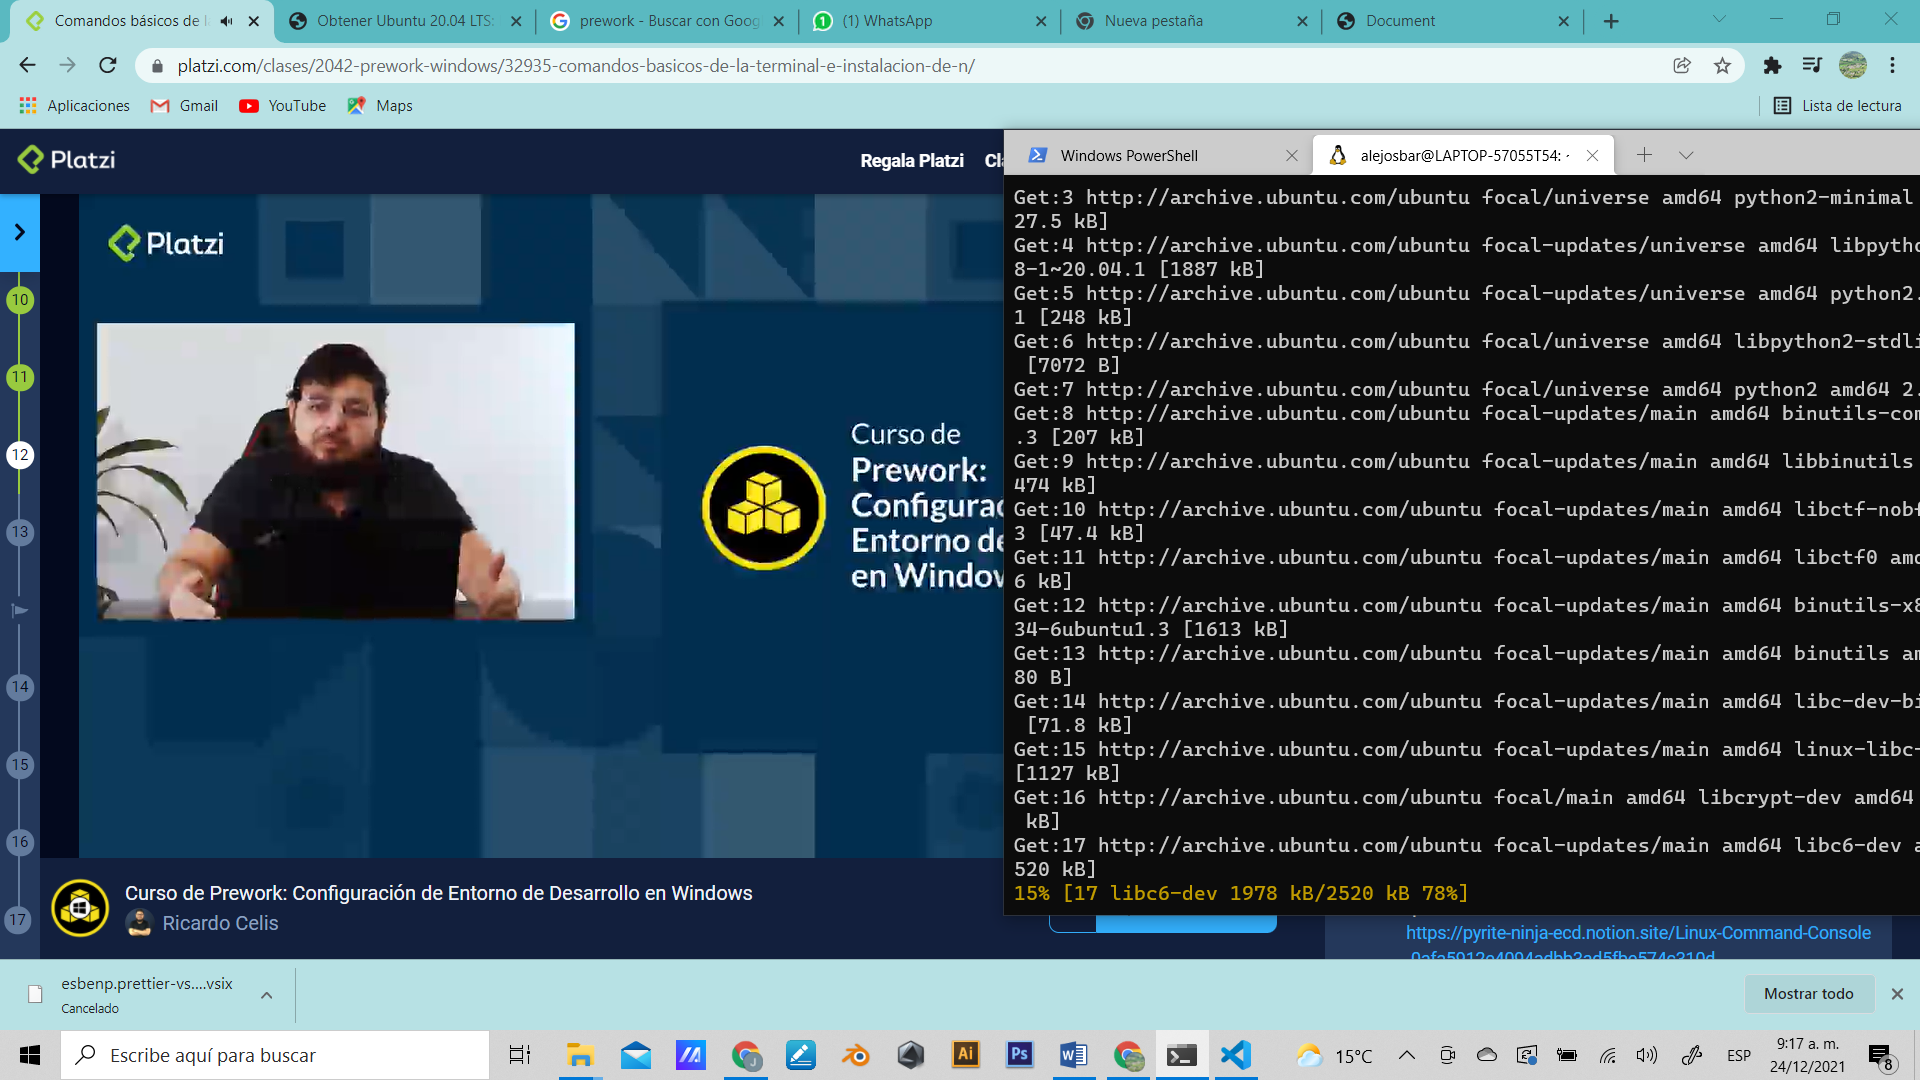 Comandos básicos de la
Obtener Ubuntu 20.04 LTS:
prework - Buscar con Goog
(1) WhatsApp
Nueva pestaña
Document
platzi.com/clases/2042-prework-windows/32935-comandos-basicos-de-la-terminal-e-instalacion-de-n/
Aplicaciones
Gmail
YouTube
Maps
Lista de lectura
Platzi
Regala Platzi
Windows PowerShell
alejosbar@LAPTOP-57055T54:
Platzi
10
11
12
13
14
15
16
17
Curso de
Prework:
Configurac
Entorno de
en Window
Get:3 http://archive.ubuntu.com/ubuntu focal/universe amd64 python2-minimal
27.5 kB]
Get:4 http://archive.ubuntu.com/ubuntu focal-updates/universe amd64 libpytho
8-1~20.04.1 [1887 kB]
Get:5 http://archive.ubuntu.com/ubuntu focal-updates/universe amd64 python2.
1 [248 kB]
Get:6 http://archive.ubuntu.com/ubuntu focal/universe amd64 libpython2-stdli
[7072 B]
Get:7 http://archive.ubuntu.com/ubuntu focal/universe amd64 python2 amd64 2.
Get:8 http://archive.ubuntu.com/ubuntu focal-updates/main amd64 binutils-com
.3 [207 kB]
Get:9 http://archive.ubuntu.com/ubuntu focal-updates/main amd64 libbinutils
474 kB]
Get:10 http://archive.ubuntu.com/ubuntu focal-updates/main amd64 libctf-nobf
3 [47.4 kB]
Get:11 http://archive.ubuntu.com/ubuntu focal-updates/main amd64 libctf0 amd
6 kB]
Get:12 http://archive.ubuntu.com/ubuntu focal-updates/main amd64 binutils-x8
34-6ubuntu1.3 [1613 kB]
Get:13 http://archive.ubuntu.com/ubuntu focal-updates/main amd64 binutils am
80 B]
Get:14 http://archive.ubuntu.com/ubuntu focal-updates/main amd64 libc-dev-bi
[71.8 kB]
Get:15 http://archive.ubuntu.com/ubuntu focal-updates/main amd64 linux-libc-
[1127 kB]
Get:16 http://archive.ubuntu.com/ubuntu focal/main amd64 libcrypt-dev amd64
kB]
Get:17 http://archive.ubuntu.com/ubuntu focal-updates/main amd64 libc6-dev a
520 kB]
15% [17 libc6-dev 1978 kB/2520 kB 78%]
Curso de Prework: Configuración de Entorno de Desarrollo en Windows
Ricardo Celis
https://pyrite-ninja-ecd.notion.site/Linux-Command-Console
esbenp.prettier-vs....vsix
Cancelado
Mostrar todo
Escribe aquí para buscar
Ai
Ps
15°C
ESP
9:17 a. m.
24/12/2021
8